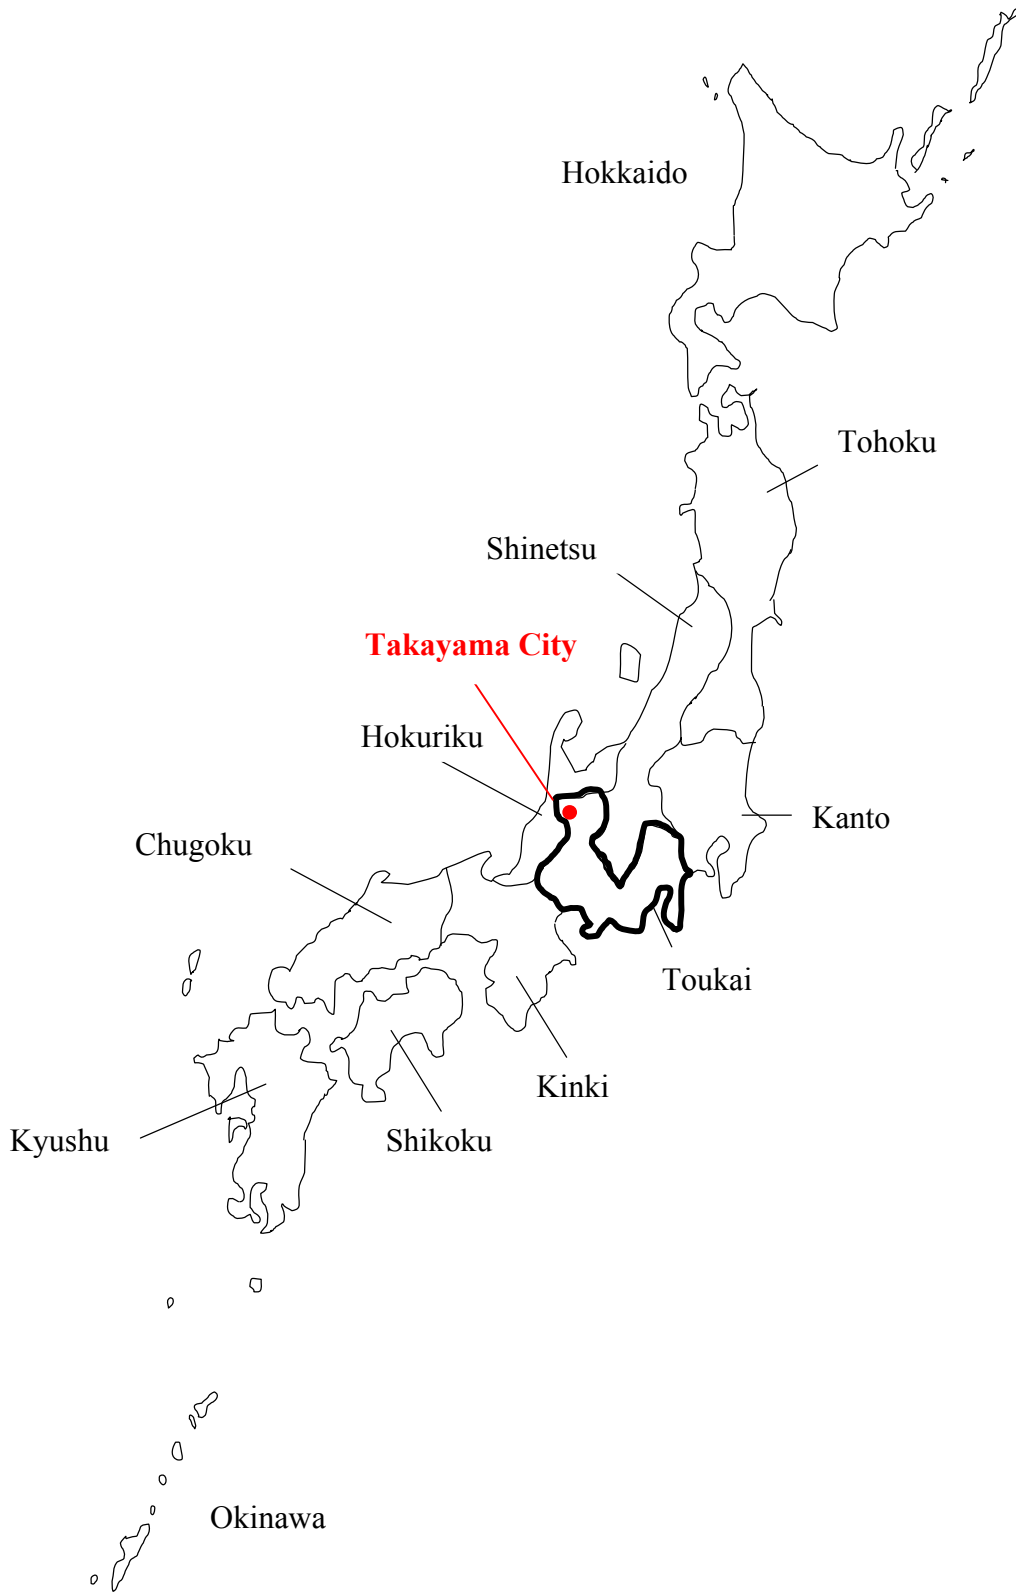 Hokkaido
Tohoku
Shinetsu
Takayama City
Hokuriku
Kanto
Chugoku
Toukai
Kinki
Kyushu
Shikoku
Okinawa